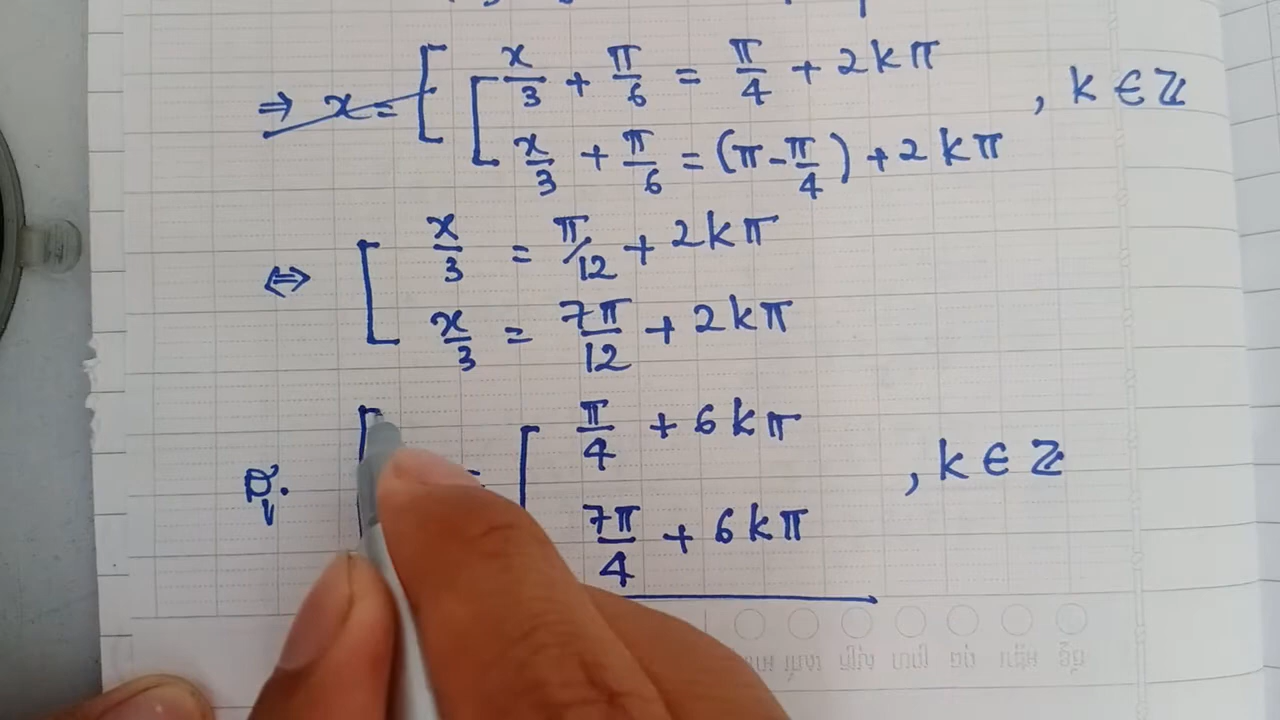 ⇒ x = [ [ x/3 + π/6 = π/4 + 2kπ
x/3 + π/6 = (π - π/4) + 2kπ , k ∈ ℤ
⇔ [ x/3 = π/12 + 2kπ
x/3 = 7π/12 + 2kπ
= [ π/4 + 6kπ
7π/4 + 6kπ , k ∈ ℤ